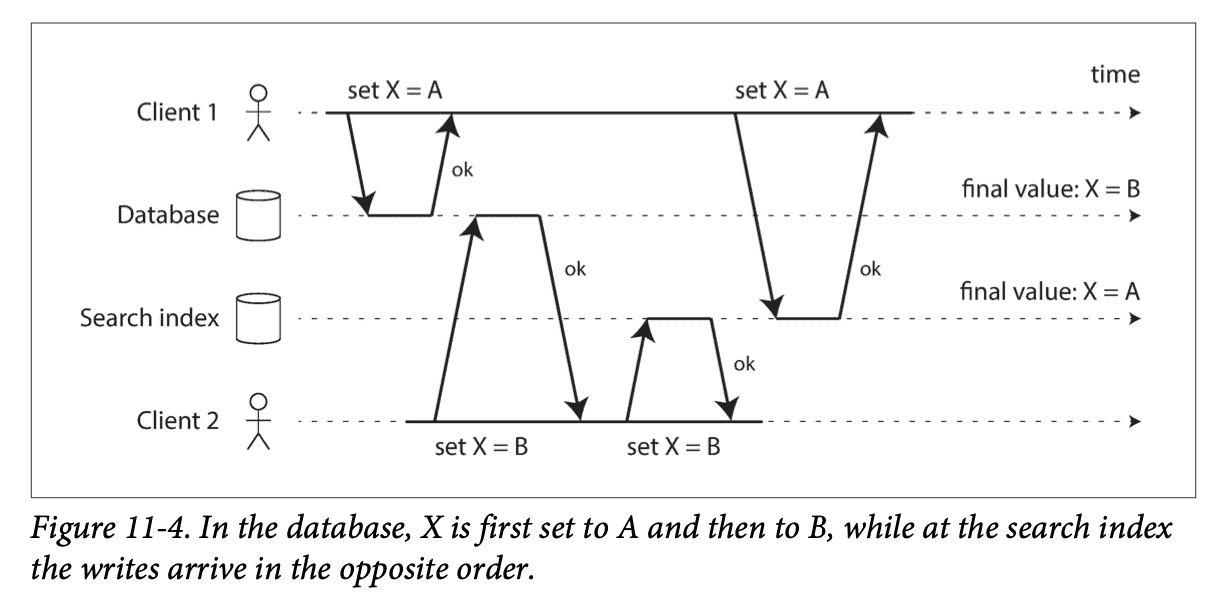 time
set X = A
set X = A
Client 1
ok
final value: X = B
Database
ok
ok
final value: X = A
Search index
ok
Client 2
set X = B
set X = B
Figure 11-4. In the database, X is first set to A and then to B, while at the search index
the writes arrive in the opposite order.